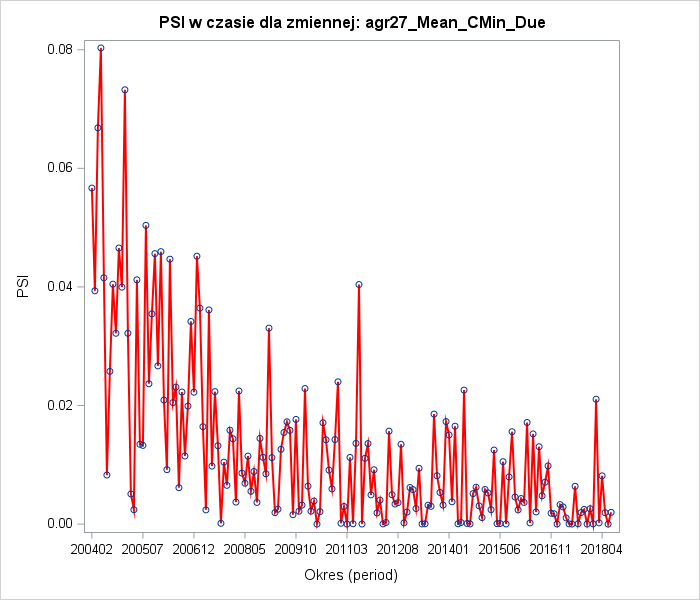 PSI w czasie dla zmiennej: agr27_Mean_CMin_Due
0.08
0.06
0.04
0.02
0.00
PSI
200402 200507 200612 200805 200910 201103 201208 201401 201506 201611 201804
Okres (period)